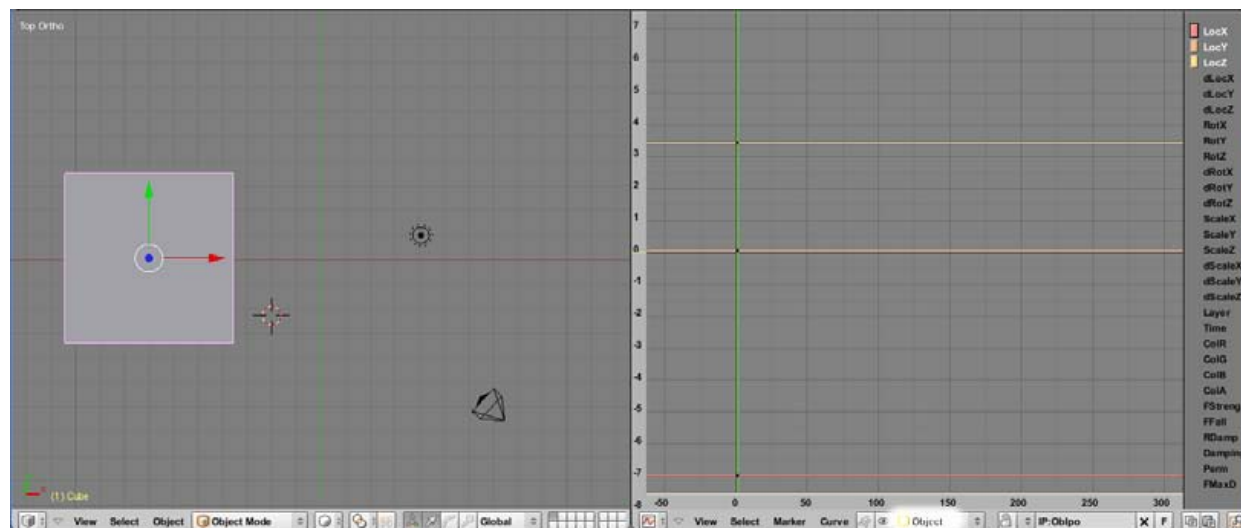 Top Ortho
(1) Cube
View Select Object Object Mode Global
7
6
5
4
3
2
1
0
-1
-2
-3
-4
-5
-6
-7
-8
-50 0 50 100 150 200 250 300
LocX
LocY
LocZ
dLocX
dLocY
dLocZ
RotX
RotY
RotZ
dRotX
dRotY
dRotZ
ScaleX
ScaleY
ScaleZ
dScaleX
dScaleY
dScaleZ
Layer
Time
ColR
ColG
ColB
ColA
FStreng
FFall
RDamp
Damping
Perm
FMaxD
View Select Marker Curve Object IP:ObIpo X